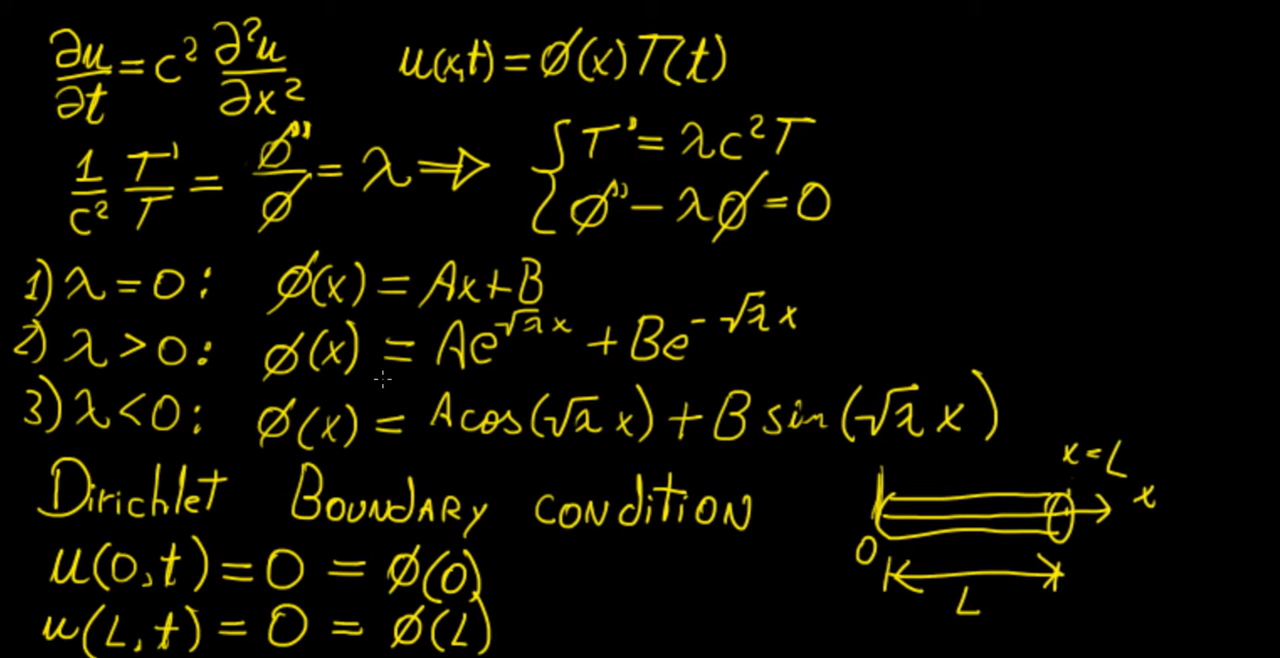 ∂u/∂t = c² ∂²u/∂x² u(x,t) = ϕ(x)T(t)
1/c² T'/T = ϕ''/ϕ = λ ⇒ { T' = λc²T
ϕ'' − λϕ = 0
1) λ = 0: ϕ(x) = Ax + B
2) λ > 0: ϕ(x) = Ae^(√λ x) + Be^(−√λ x)
3) λ < 0: ϕ(x) = A cos(√λ x) + B sin(√λ x)
Dirichlet Boundary condition
u(0,t) = 0 = ϕ(0)
u(L,t) = 0 = ϕ(L)
x = L
x
0
L